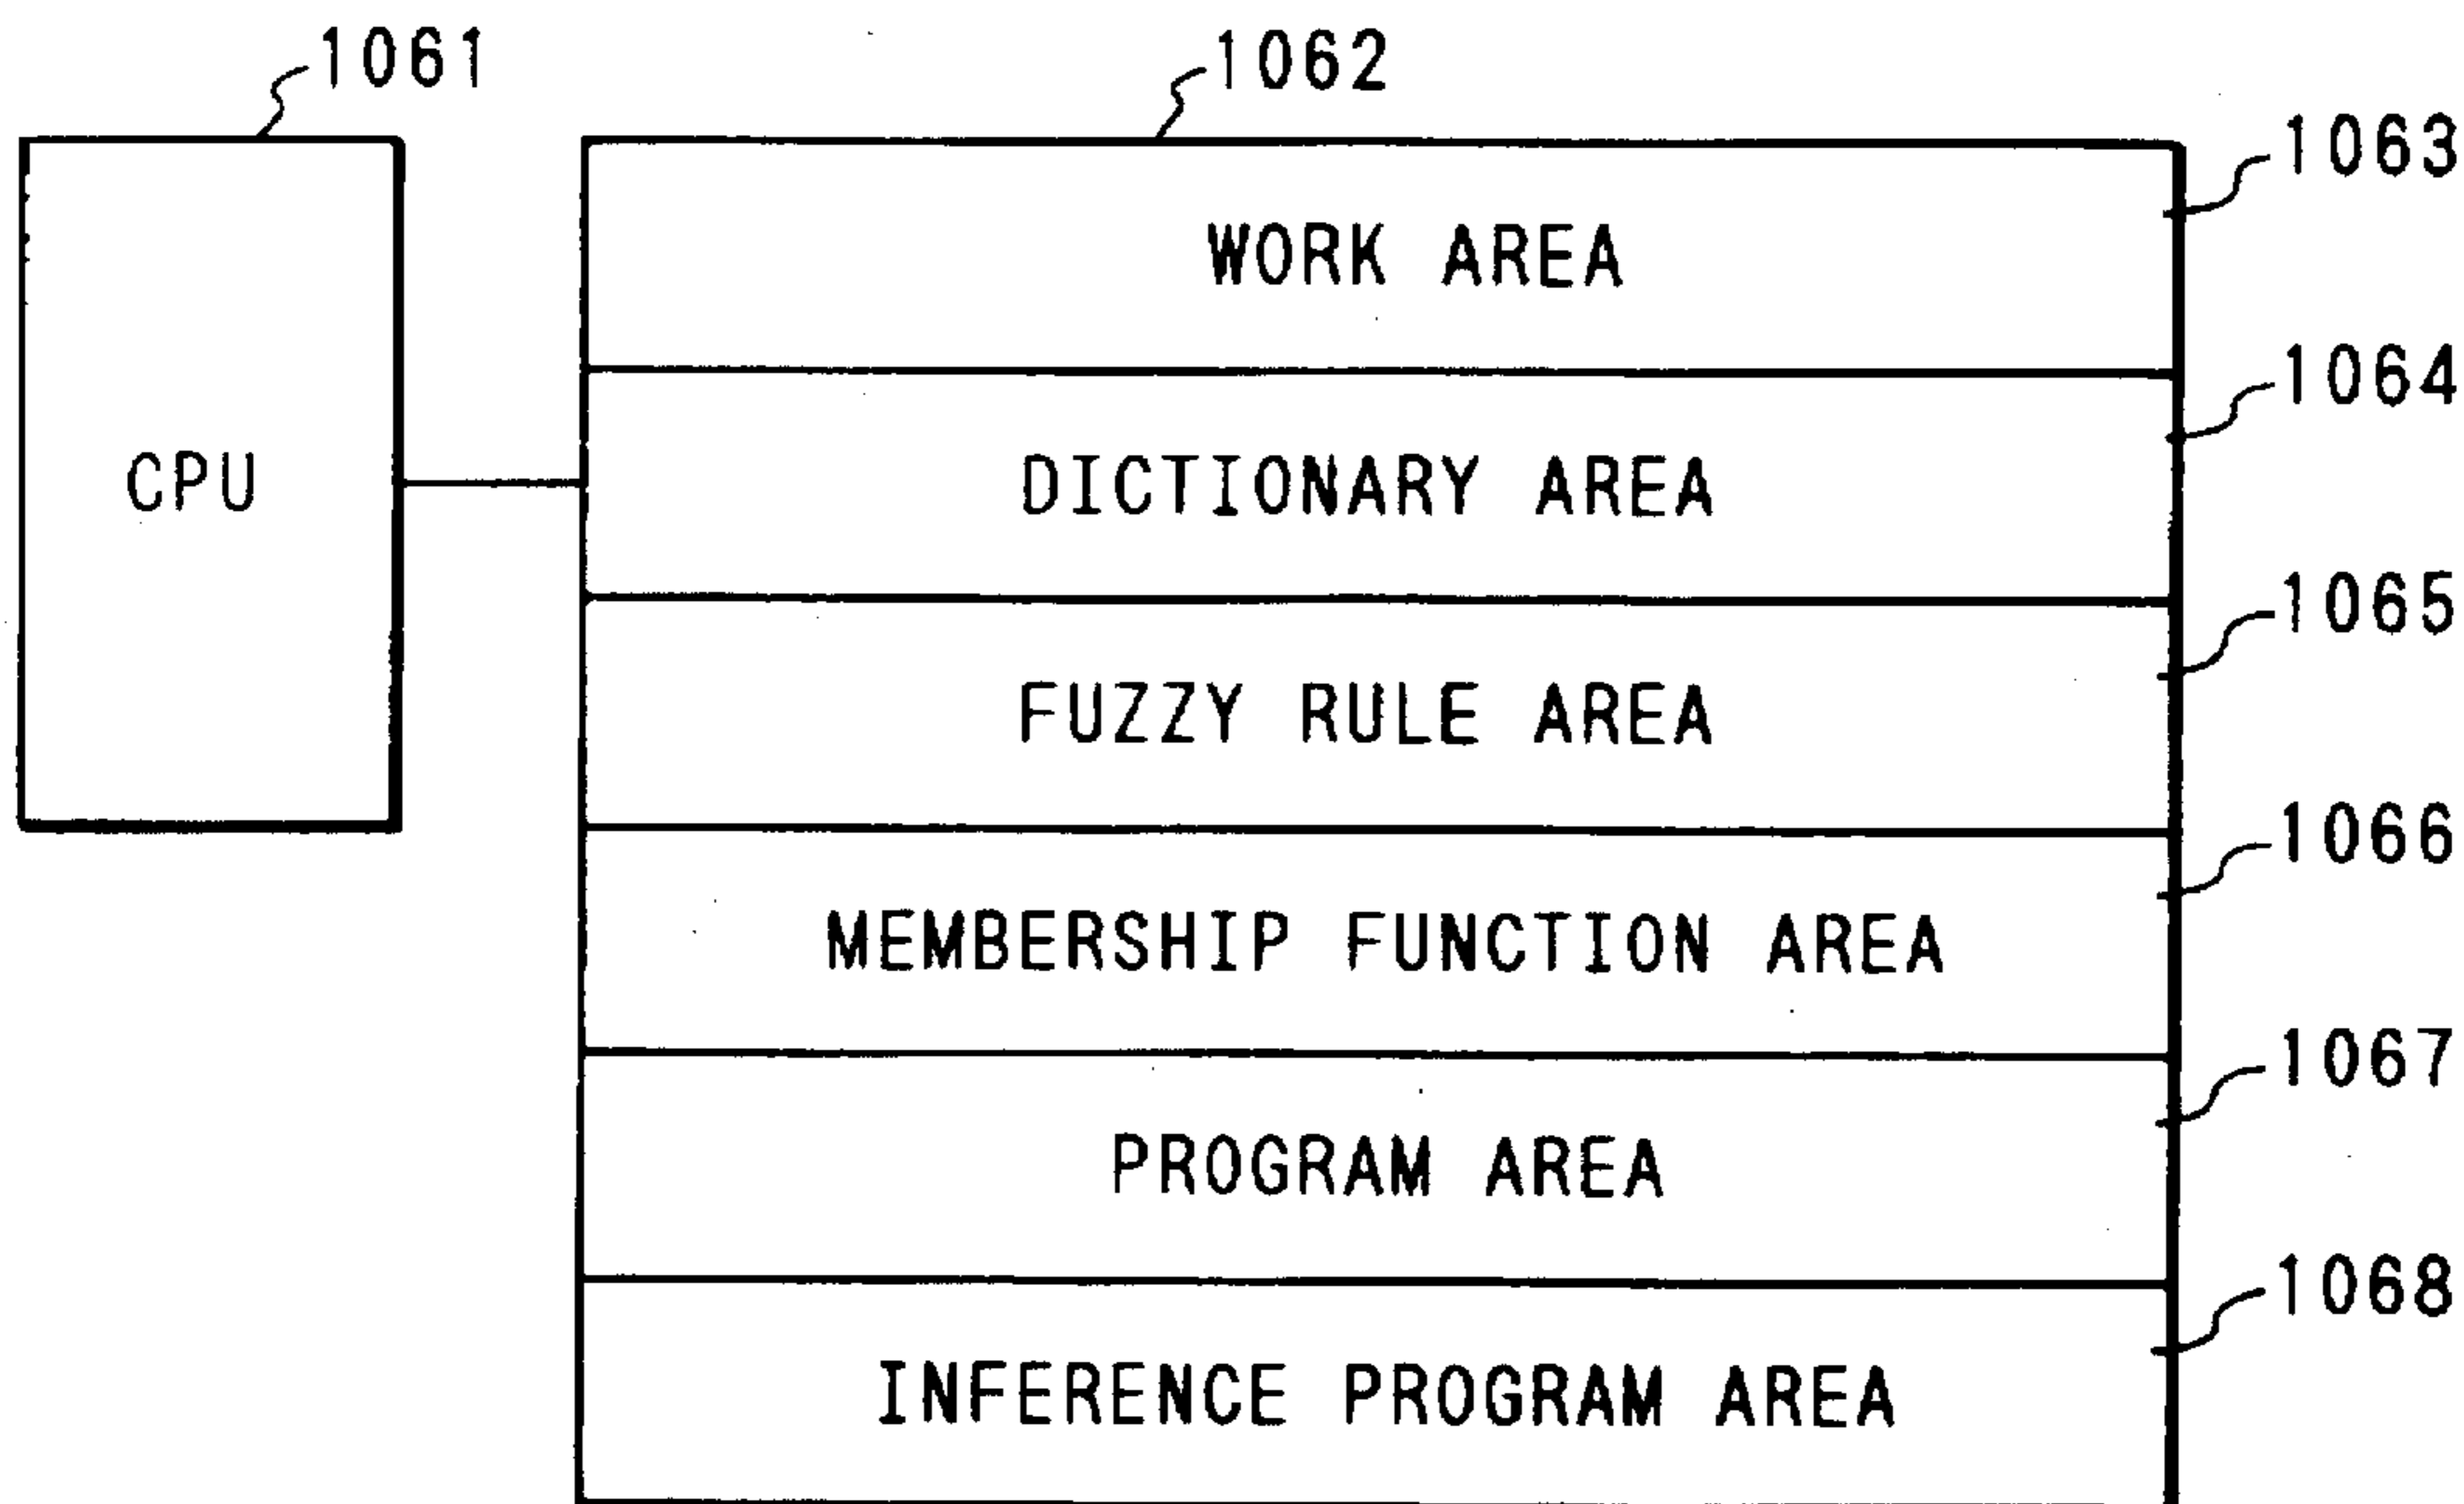 1061
1062
1063
WORK AREA
1064
CPU
DICTIONARY AREA
1065
FUZZY RULE AREA
1066
MEMBERSHIP FUNCTION AREA
1067
PROGRAM AREA
1068
INFERENCE PROGRAM AREA